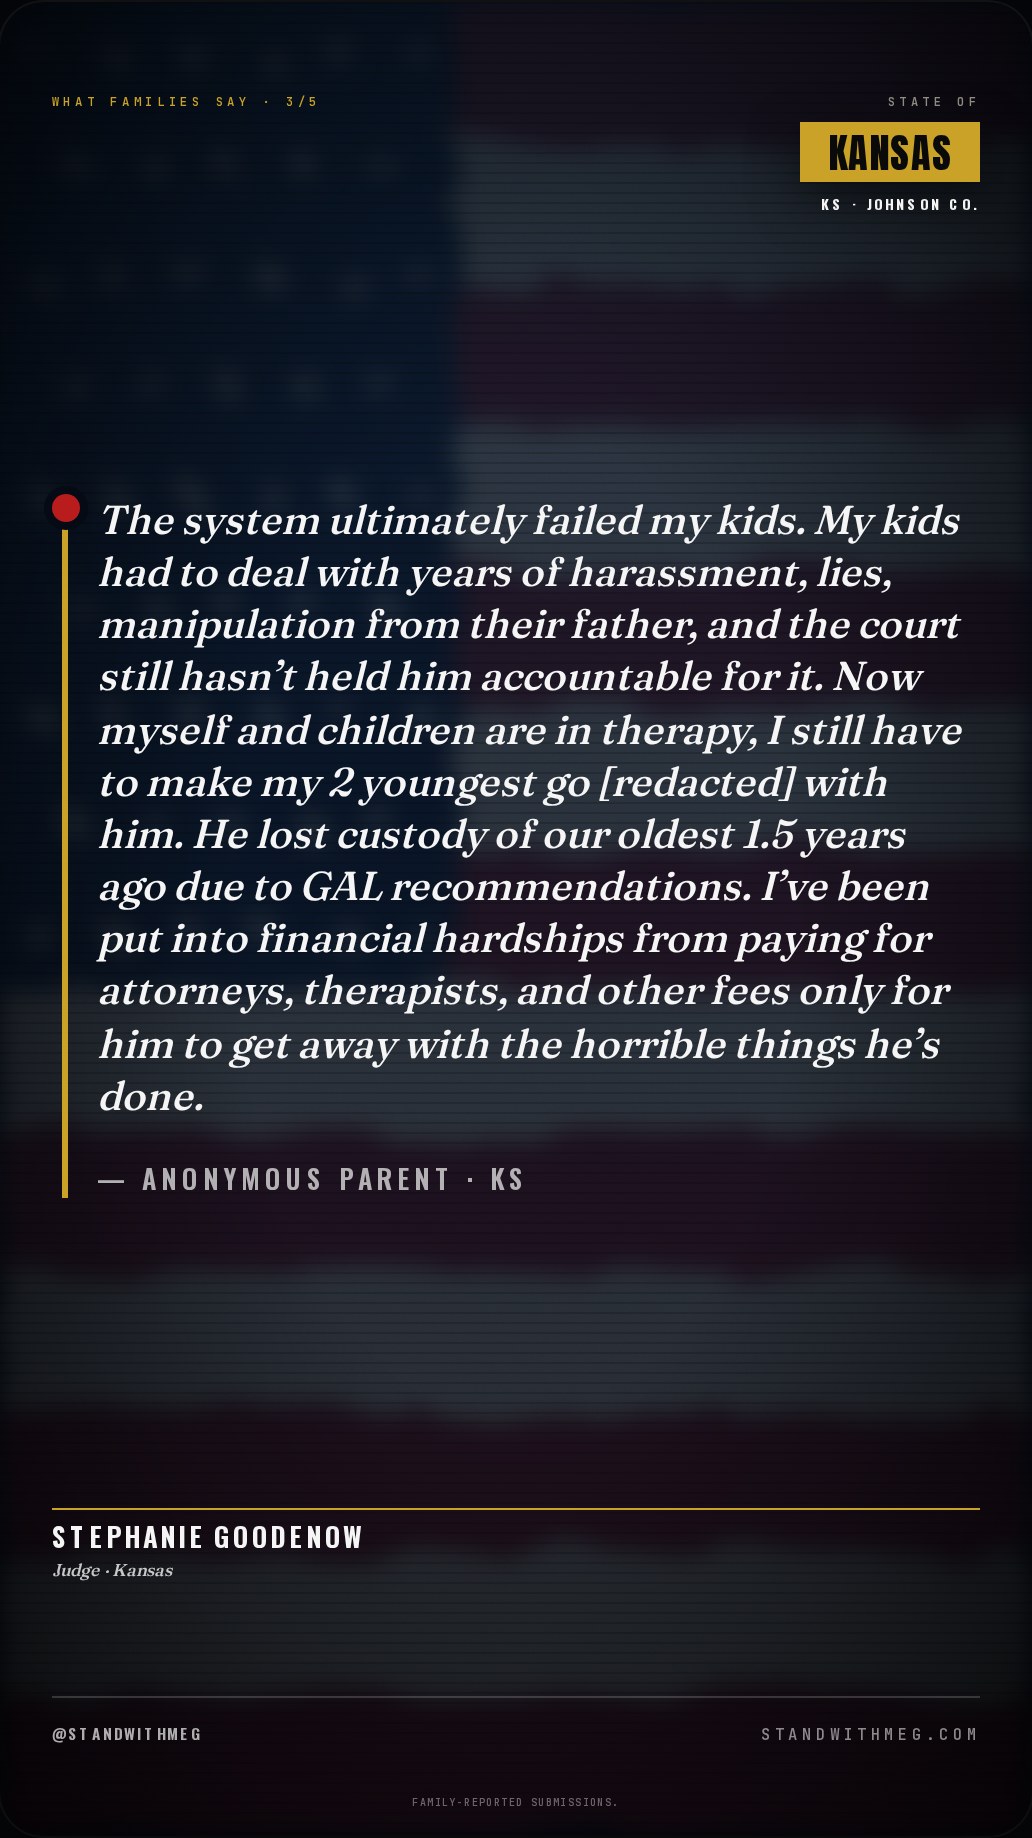 WHAT FAMILIES SAY · 3/5
STATE OF
KANSAS
KS · JOHNSON CO.
The system ultimately failed my kids. My kids
had to deal with years of harassment, lies,
manipulation from their father, and the court
still hasn’t held him accountable for it. Now
myself and children are in therapy, I still have
to make my 2 youngest go [redacted] with
him. He lost custody of our oldest 1.5 years
ago due to GAL recommendations. I’ve been
put into financial hardships from paying for
attorneys, therapists, and other fees only for
him to get away with the horrible things he’s
done.
— ANONYMOUS PARENT · KS
STEPHANIE GOODENOW
Judge · Kansas
@STANDWITHMEG
STANDWITHMEG.COM
FAMILY-REPORTED SUBMISSIONS.